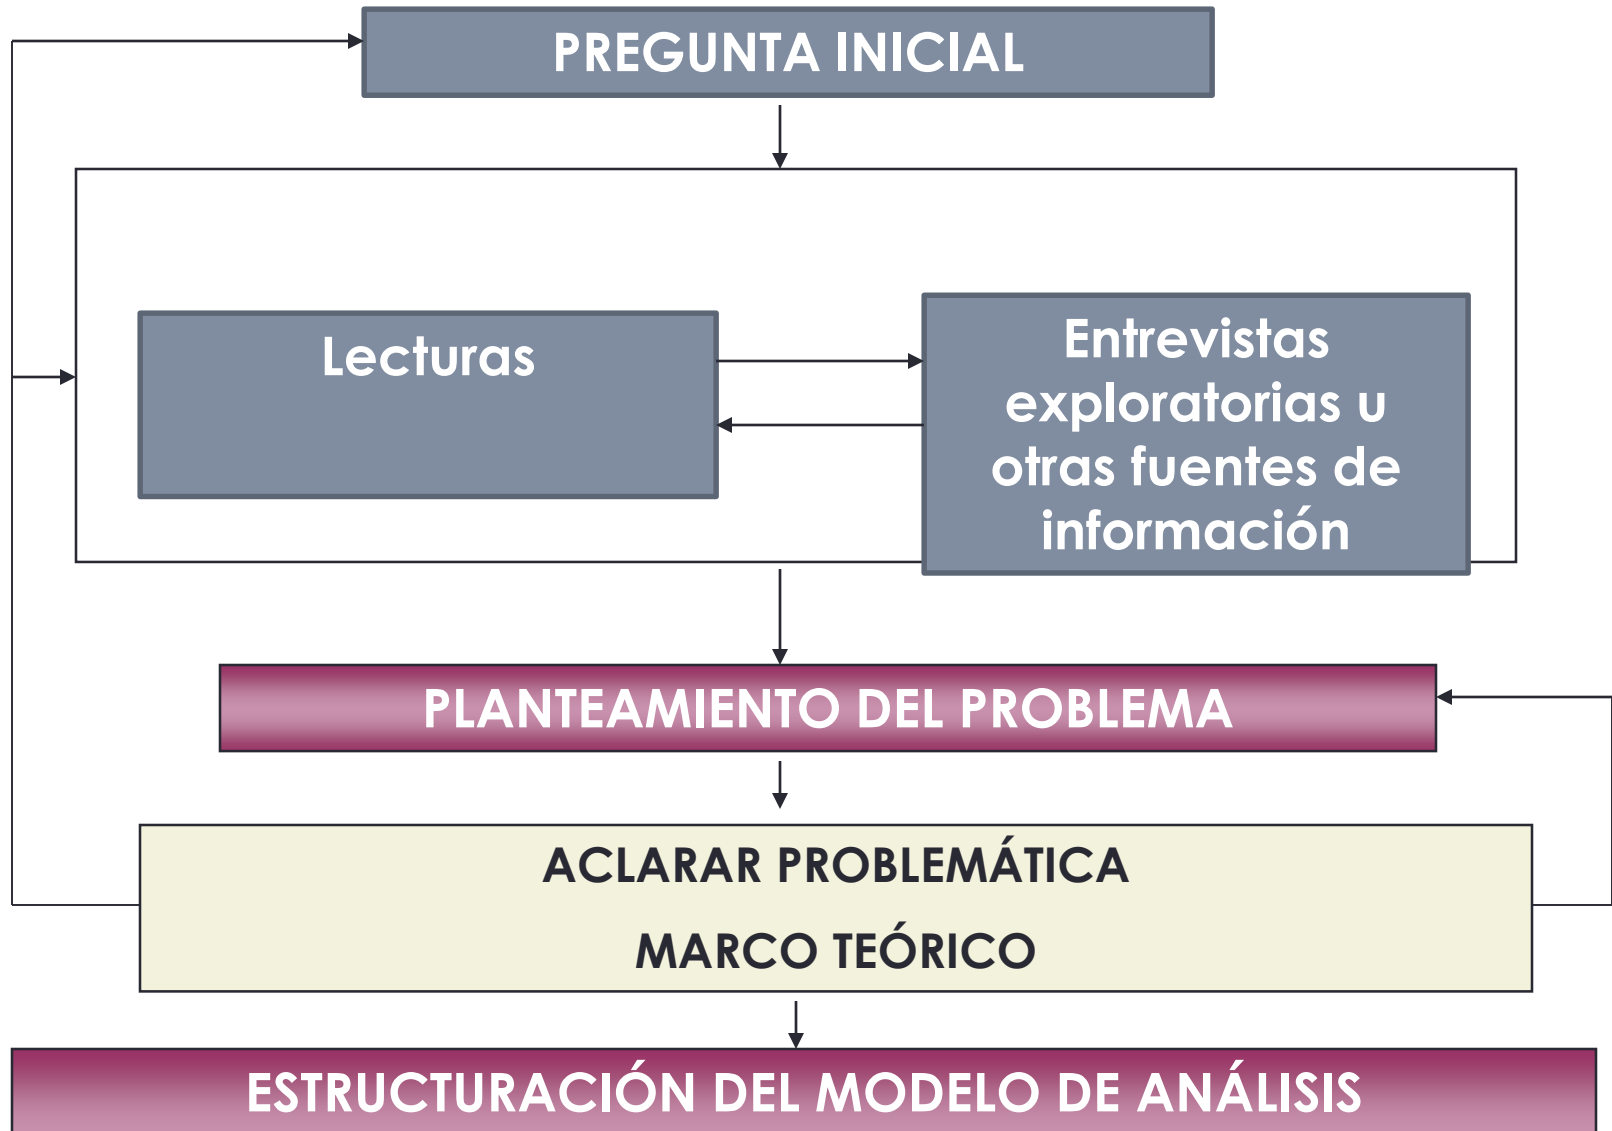 PREGUNTA INICIAL
Lecturas
Entrevistas
exploratorias u
otras fuentes de
información
PLANTEAMIENTO DEL PROBLEMA
ACLARAR PROBLEMÁTICA
MARCO TEÓRICO
ESTRUCTURACIÓN DEL MODELO DE ANÁLISIS